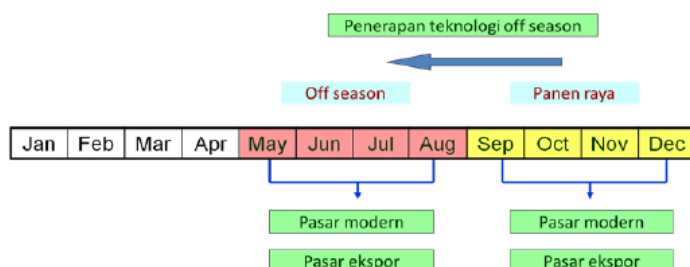 Penerapan teknologi off season
Off season Panen raya
Jan Feb Mar Apr May Jun Jul Aug Sep Oct Nov Dec
Pasar modern Pasar modern
Pasar ekspor Pasar ekspor